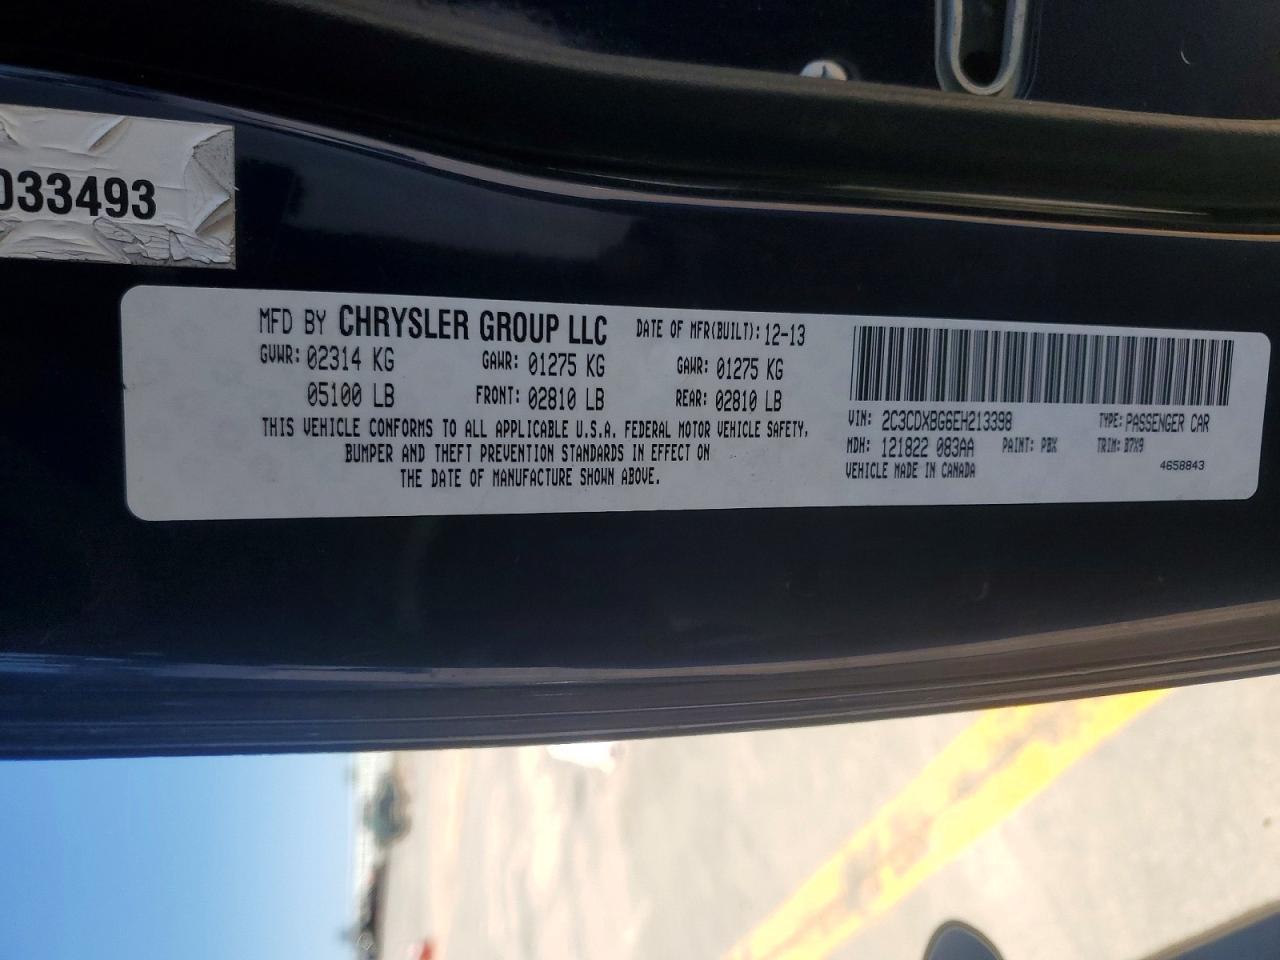 033493
MFD BY CHRYSLER GROUP LLC DATE OF MFR(BUILT): 12-13
GVWR: 02314 KG GAWR: 01275 KG GAWR: 01275 KG
05100 LB FRONT: 02810 LB REAR: 02810 LB
THIS VEHICLE CONFORMS TO ALL APPLICABLE U.S.A. FEDERAL MOTOR VEHICLE SAFETY,
BUMPER AND THEFT PREVENTION STANDARDS IN EFFECT ON
THE DATE OF MANUFACTURE SHOWN ABOVE.
VIN: 2C3CDXBG6EH213398 TYPE: PASSENGER CAR
MDH: 121822 083AA PAINT: PBX TRIM: B7X9
VEHICLE MADE IN CANADA 4658843